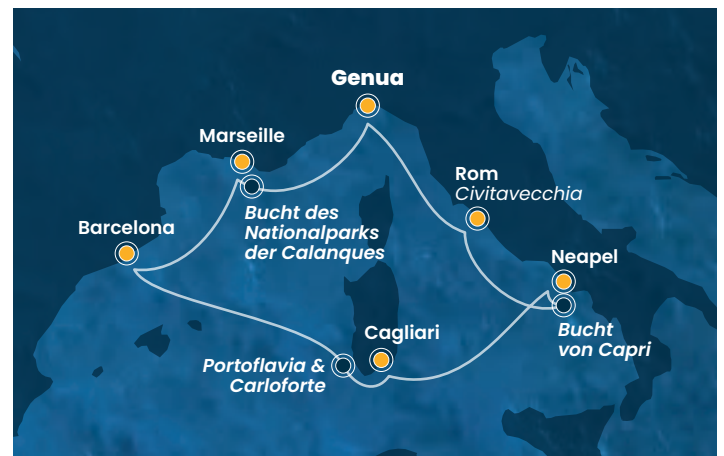 Genua
Marseille
Rom
Civitavecchia
Bucht des
Nationalparks
der Calanques
Barcelona
Neapel
Cagliari
Bucht
von Capri
Portoflavia &
Carloforte